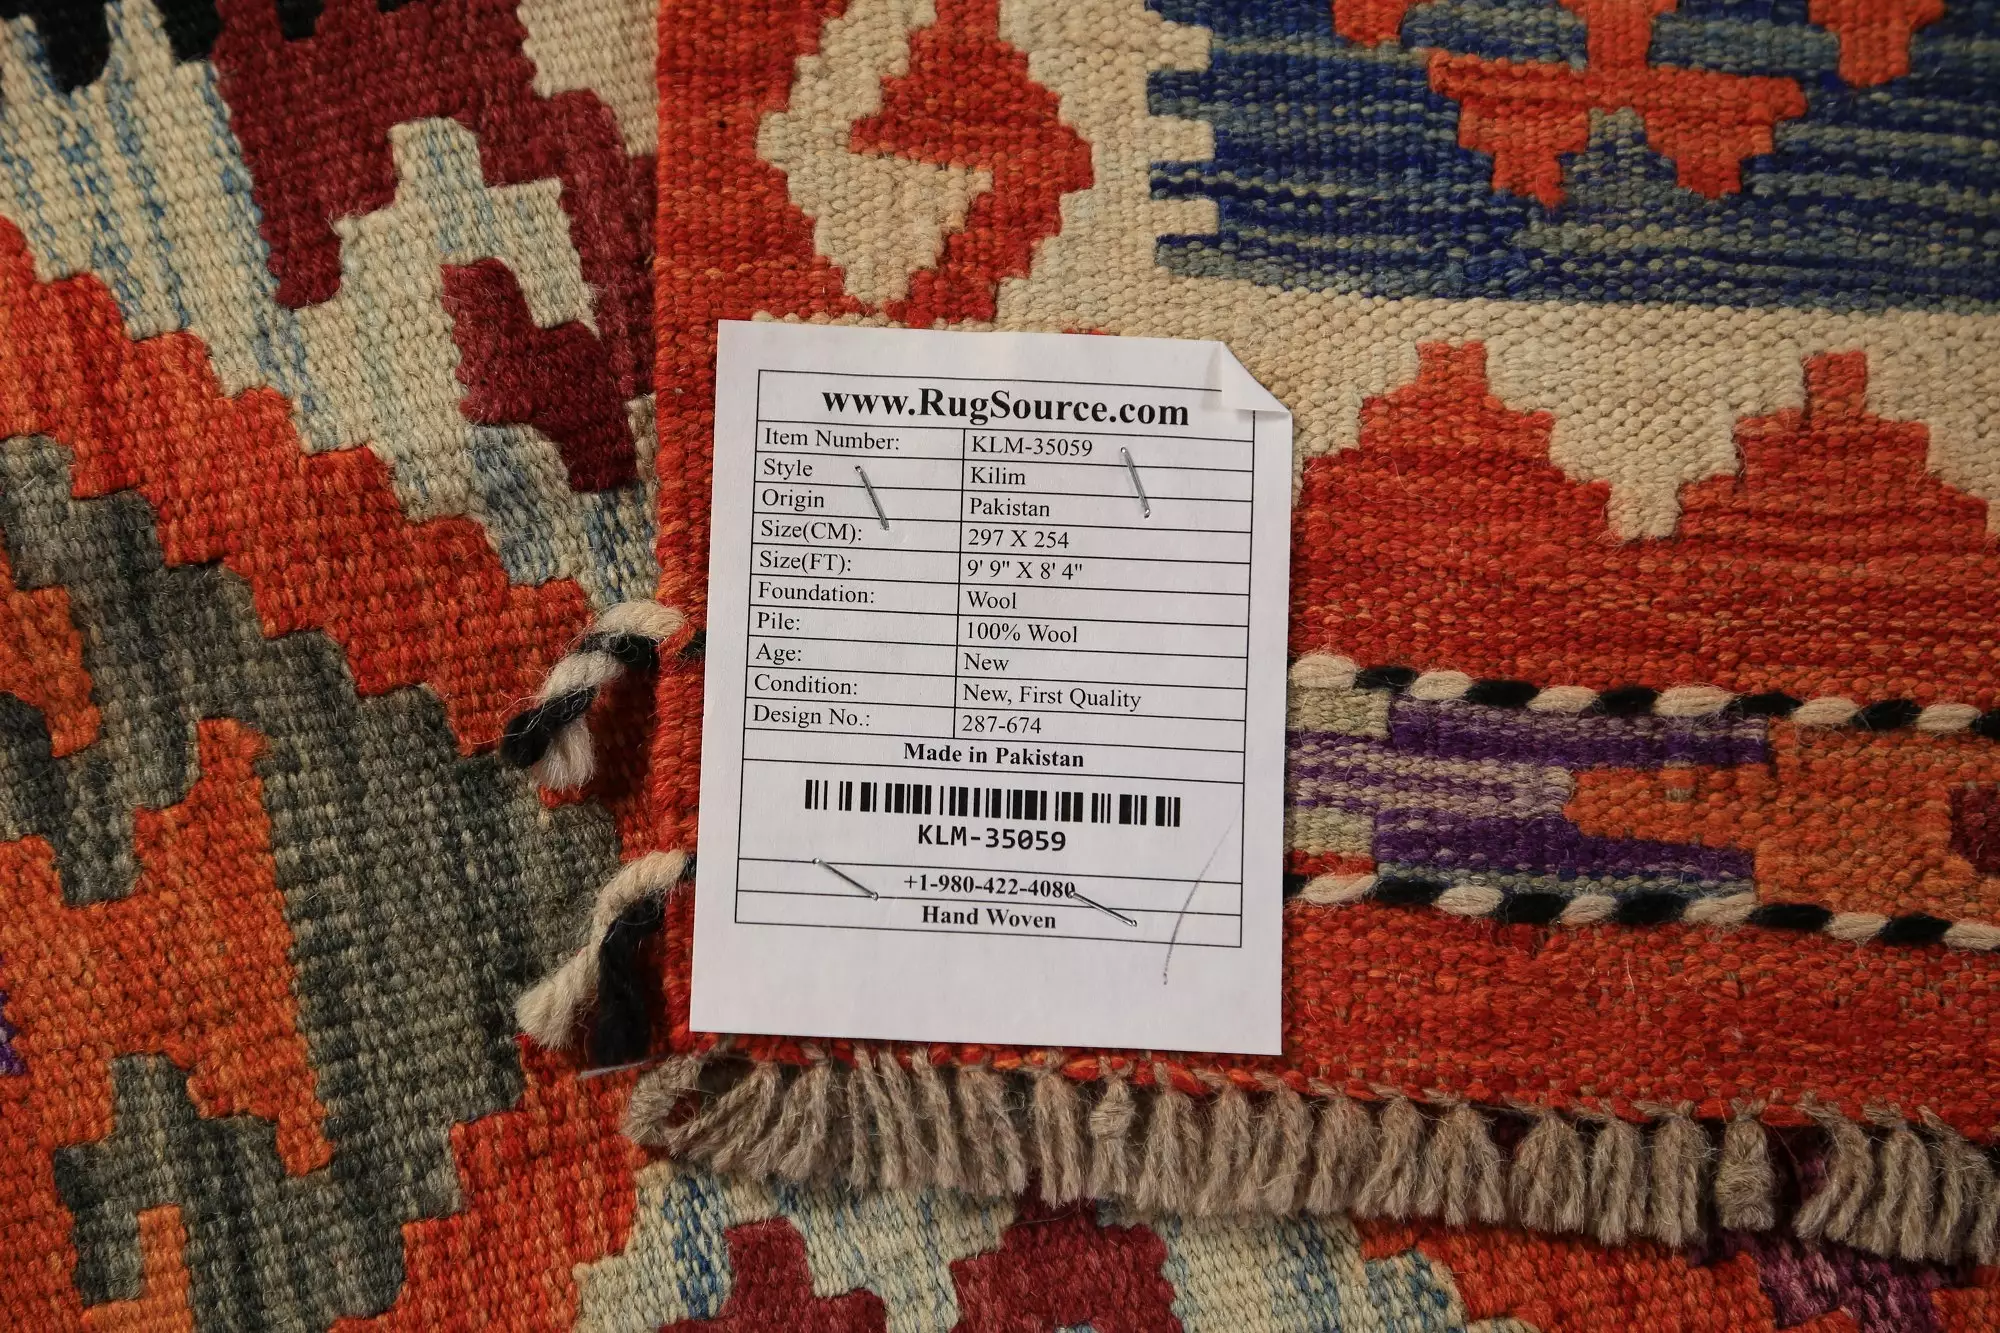 www.RugSource.com
Item Number: KLM-35059
Style Kilim
Origin Pakistan
Size(CM): 297 X 254
Size(FT): 9' 9" X 8' 4"
Foundation: Wool
Pile: 100% Wool
Age: New
Condition: New, First Quality
Design No.: 287-674
Made in Pakistan
KLM-35059
+1-980-422-4080
Hand Woven